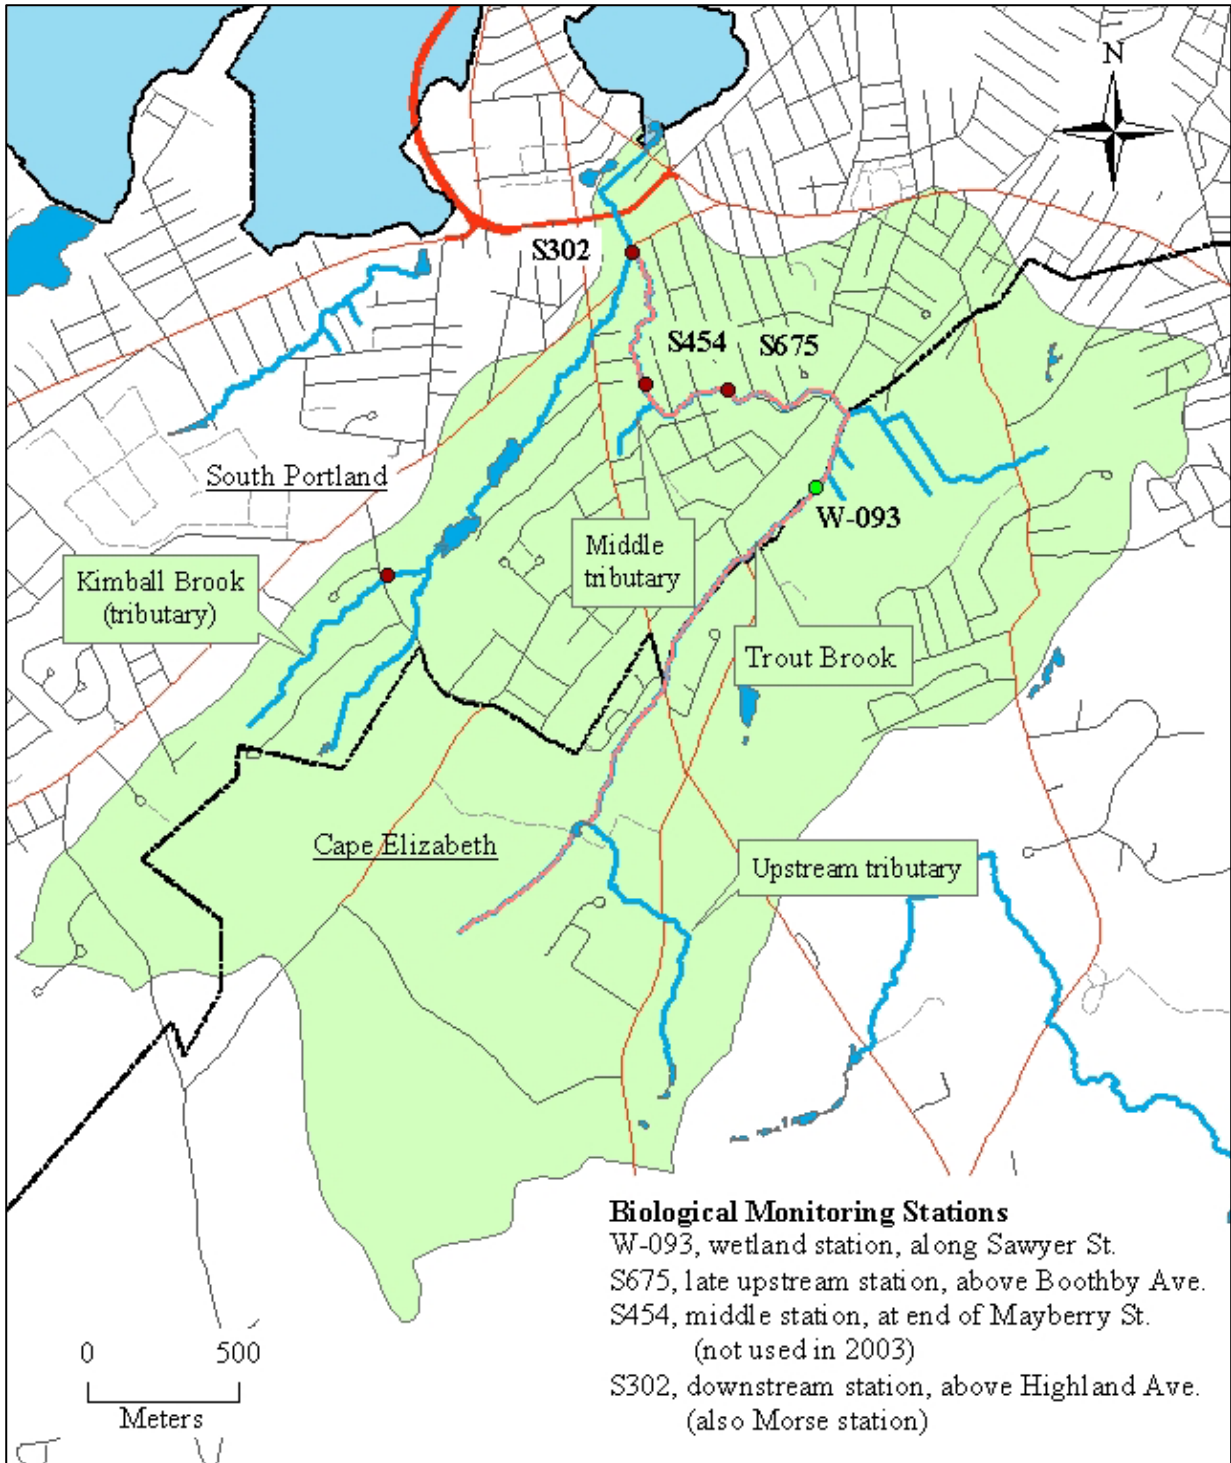 N
S302
S454
S675
South Portland
W-093
Middle
tributary
Kimball Brook
(tributary)
Trout Brook
Cape Elizabeth
Upstream tributary
Biological Monitoring Stations
W-093, wetland station, along Sawyer St.
S675, late upstream station, above Boothby Ave.
S454, middle station, at end of Mayberry St.
(not used in 2003)
S302, downstream station, above Highland Ave.
(also Morse station)
0 500
Meters